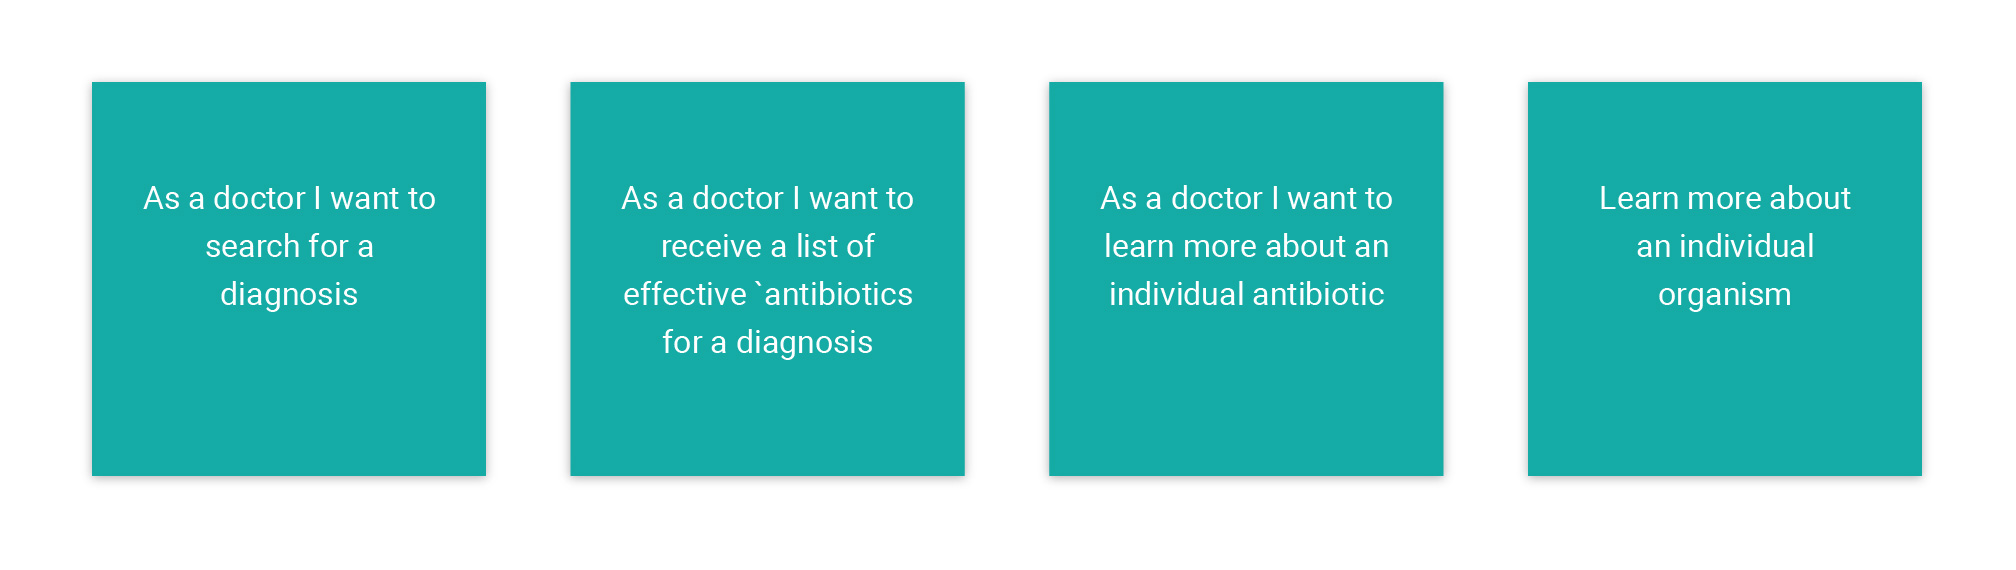 As a doctor I want to
search for a
diagnosis
As a doctor I want to
receive a list of
effective `antibiotics
for a diagnosis
As a doctor I want to
learn more about an
individual antibiotic
Learn more about
an individual
organism